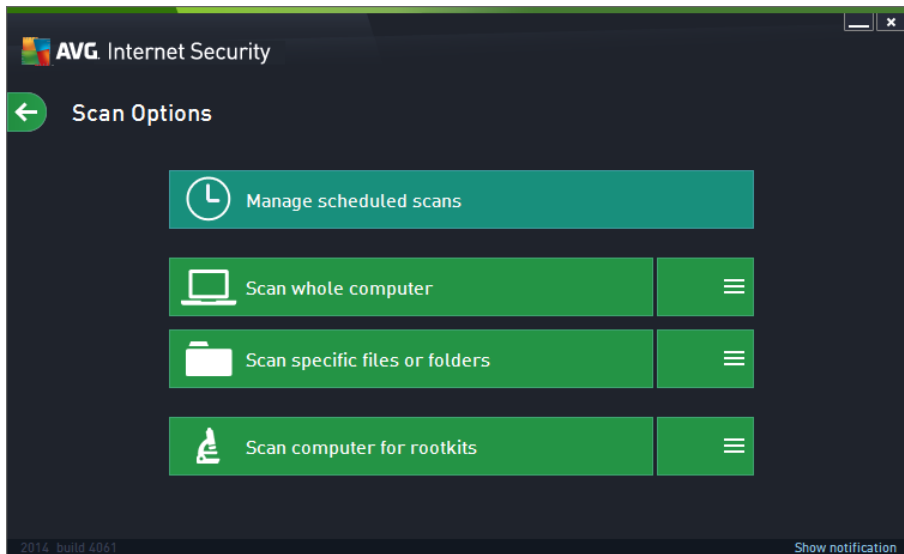 AVG. Internet Security
Scan Options
Manage scheduled scans
Scan whole computer
Scan specific files or folders
Scan computer for rootkits
2014 build 4061
Show notification